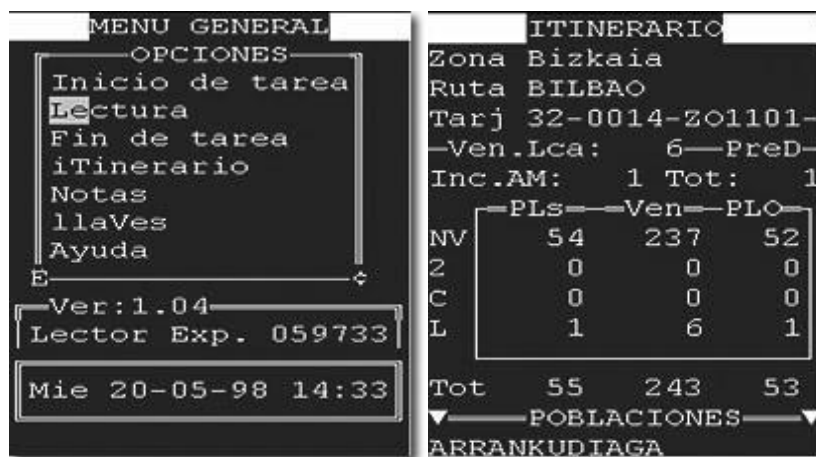 MENU GENERAL
OPCIONES
Inicio de tarea
Lectura
Fin de tarea
iTinerario
Notas
llaVes
Ayuda
E
Ver:1.04
Lector Exp. 059733
Mie 20-05-98 14:33
ITINERARIO
Zona Bizkaia
Ruta BILBAO
Tarj 32-0014-ZO1101-
Ven.Lca: 6 PreD
Inc.AM: 1 Tot: 1
PLs Ven PLO
NV 54 237 52
2 0 0 0
C 0 0 0
L 1 6 1
Tot 55 243 53
POBLACIONES
ARRANKUDIAGA